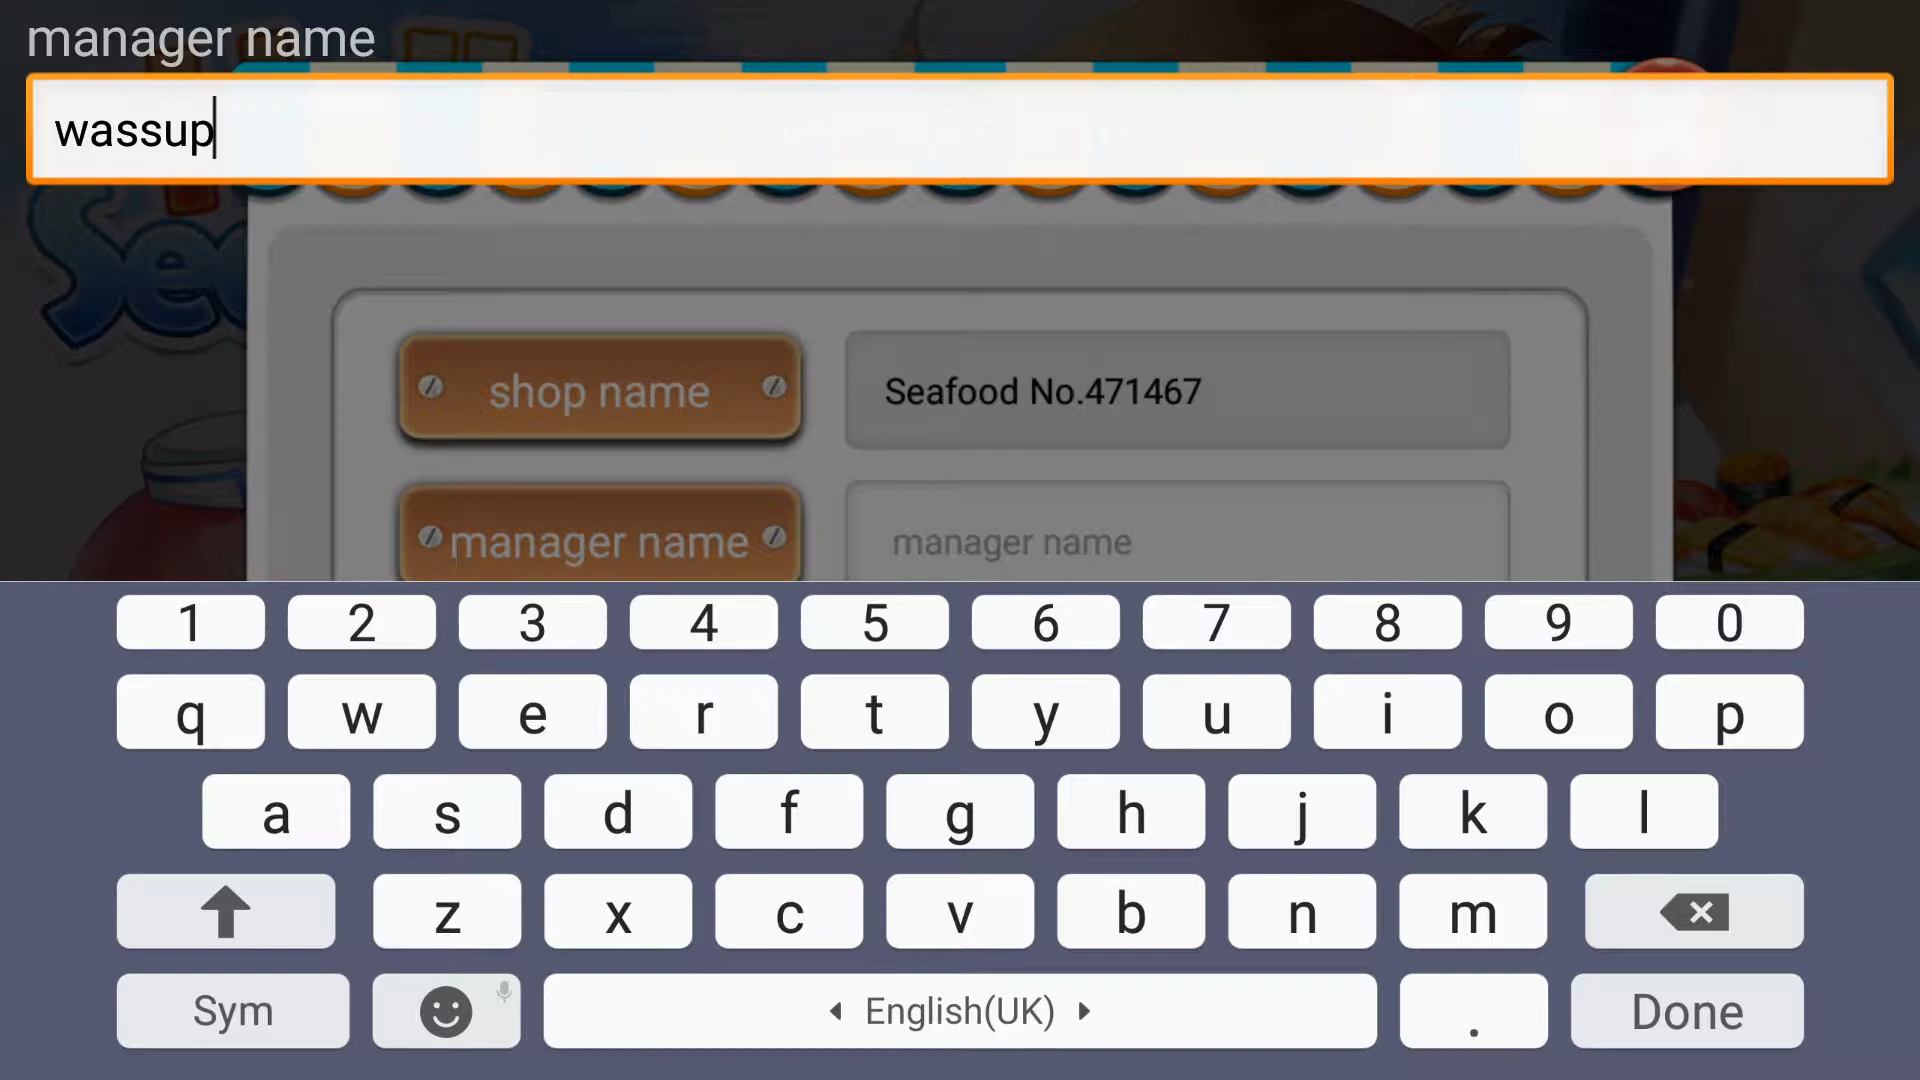 manager name
wassup
shop name
Seafood No.471467
manager name
manager name
1 2 3 4 5 6 7 8 9 0
q w e r t y u i o p
a s d f g h j k l
z x c v b n m
Sym
English(UK)
.
Done